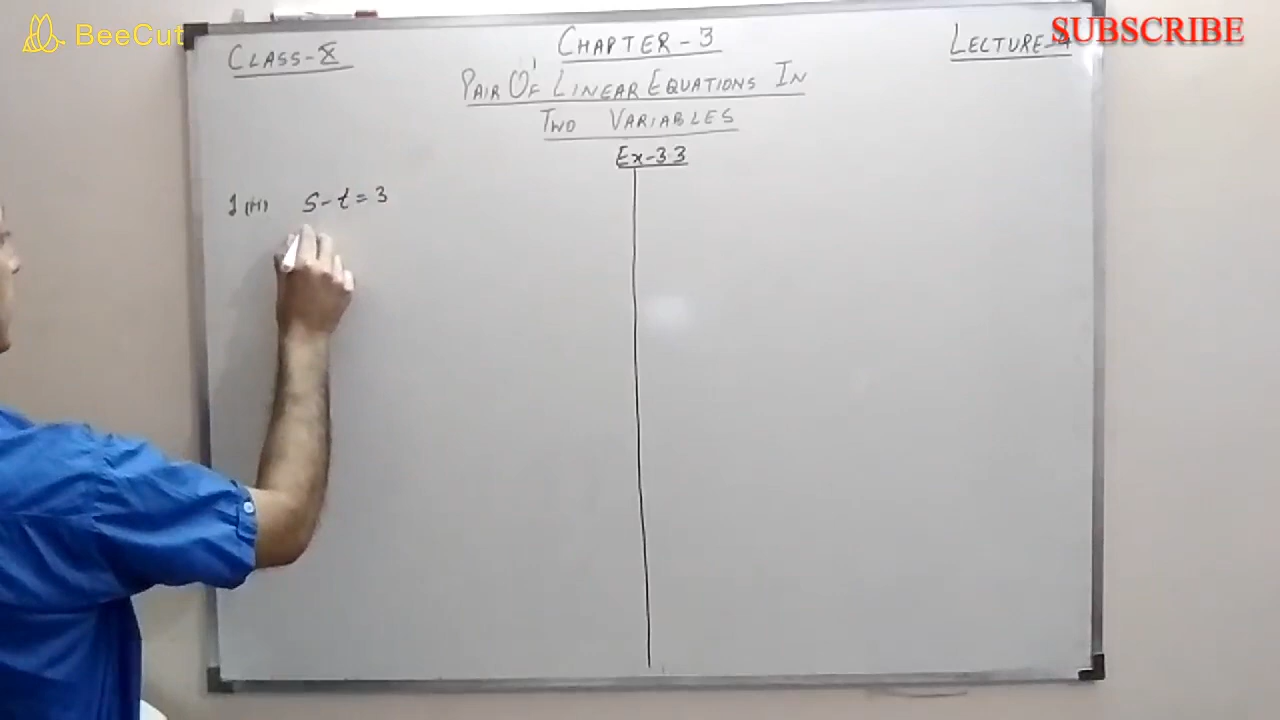 BeeCut
SUBSCRIBE
CLASS-X
CHAPTER-3
LECTURE-4
PAIR OF LINEAR EQUATIONS IN
TWO VARIABLES
Ex-3.3
1 (ii) s-t=3